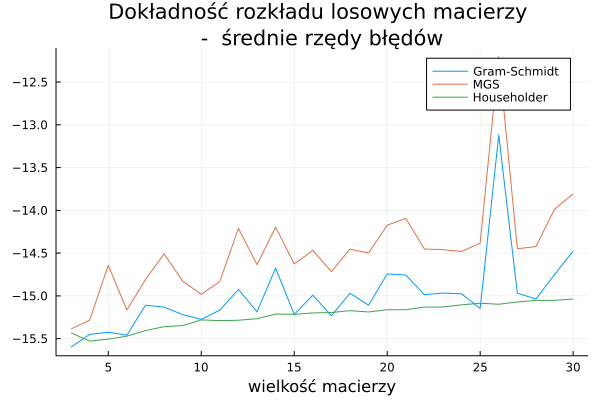 Dokładność rozkładu losowych macierzy
- średnie rzędy błędów
Gram-Schmidt
MGS
Householder
−12.5
−13.0
−13.5
−14.0
−14.5
−15.0
−15.5
5 10 15 20 25 30
wielkość macierzy